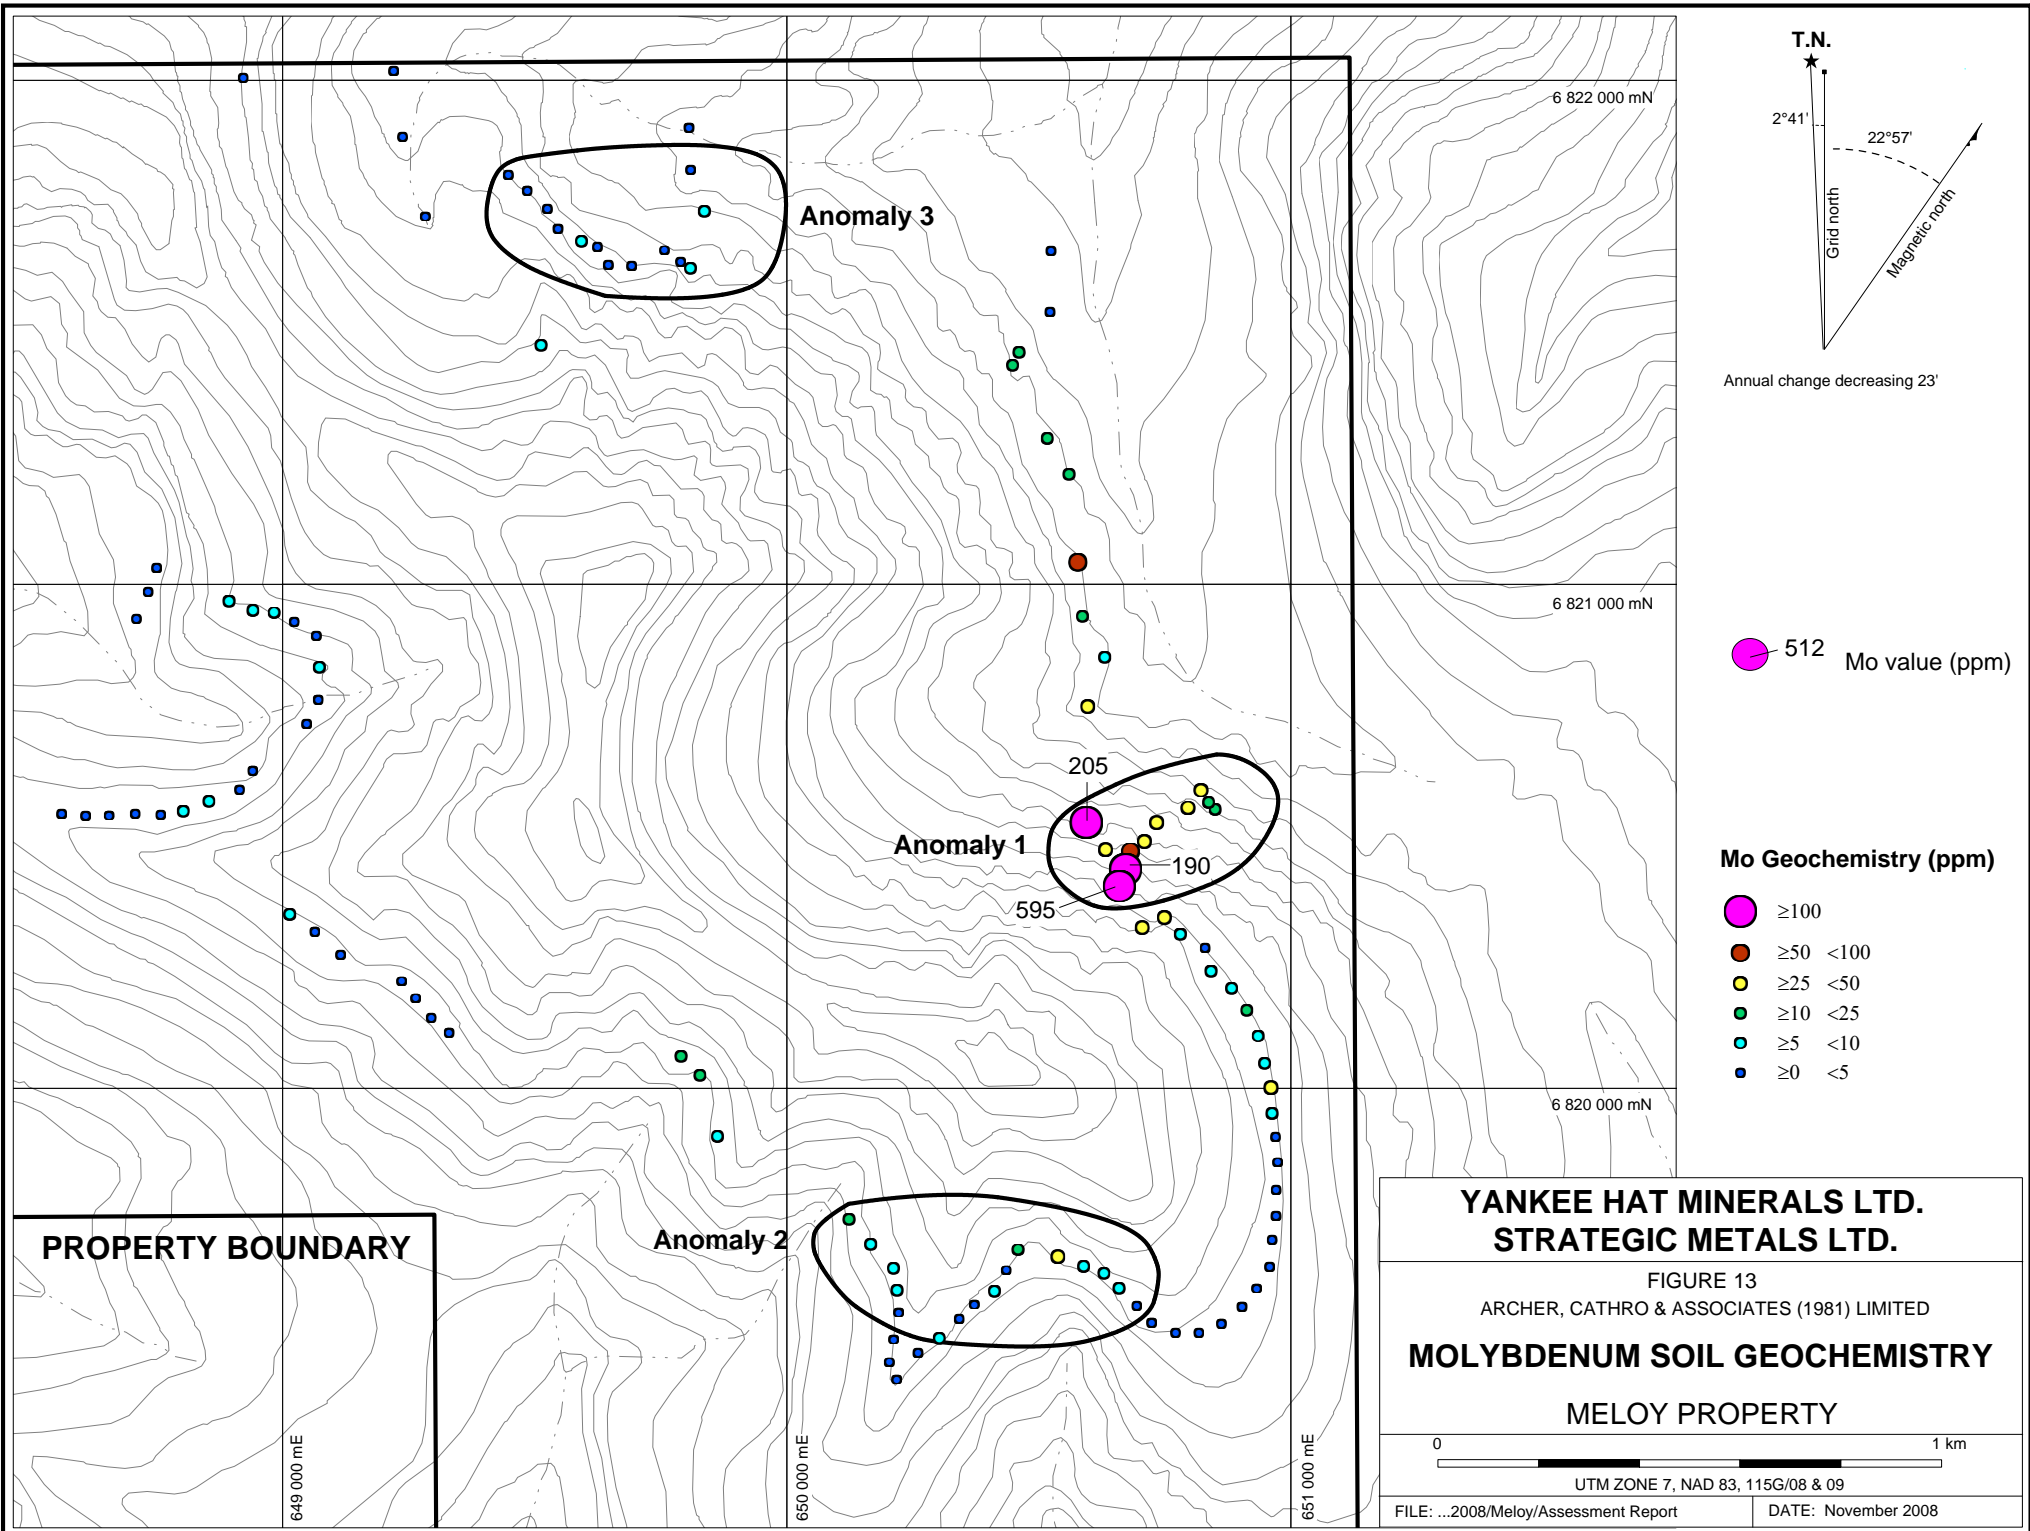 T.N.
2°41'
22°57'
Grid north
Magnetic north
Annual change decreasing 23'
6 822 000 mN
Anomaly 3
6 821 000 mN
512
Mo value (ppm)
205
Anomaly 1
190
595
Mo Geochemistry (ppm)
≥100
≥50 <100
≥25 <50
≥10 <25
≥5 <10
≥0 <5
6 820 000 mN
PROPERTY BOUNDARY
Anomaly 2
649 000 mE
650 000 mE
651 000 mE
YANKEE HAT MINERALS LTD.
STRATEGIC METALS LTD.
FIGURE 13
ARCHER, CATHRO & ASSOCIATES (1981) LIMITED
MOLYBDENUM SOIL GEOCHEMISTRY
MELOY PROPERTY
0 1 km
UTM ZONE 7, NAD 83, 115G/08 & 09
FILE: ...2008/Meloy/Assessment Report
DATE: November 2008